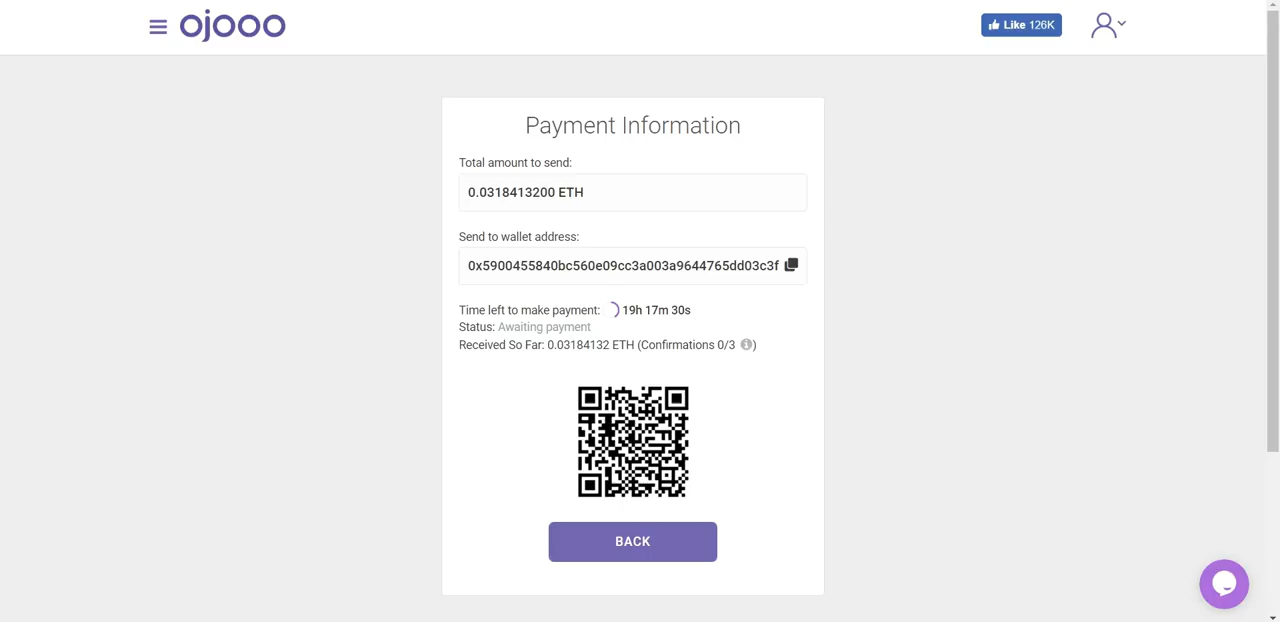 ojooo
Like 126K
Payment Information
Total amount to send:
0.0318413200 ETH
Send to wallet address:
0x5900455840bc560e09cc3a003a9644765dd03c3f
Time left to make payment: 19h 17m 30s
Status: Awaiting payment
Received So Far: 0.03184132 ETH (Confirmations 0/3 i)
BACK